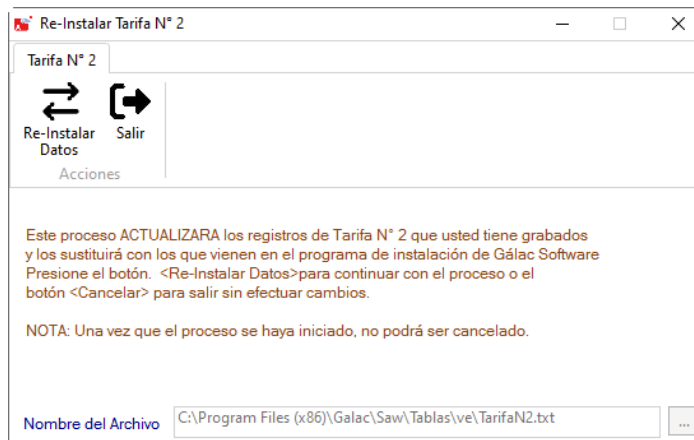 Re-Instalar Tarifa N° 2
Tarifa N° 2
Re-Instalar Datos
Salir
Acciones
Este proceso ACTUALIZARA los registros de Tarifa N° 2 que usted tiene grabados
y los sustituirá con los que vienen en el programa de instalación de Gálac Software
Presione el botón. <Re-Instalar Datos>para continuar con el proceso o el
botón <Cancelar> para salir sin efectuar cambios.
NOTA: Una vez que el proceso se haya iniciado, no podrá ser cancelado.
Nombre del Archivo C:\Program Files (x86)\Galac\Saw\Tablas\ve\TarifaN2.txt ...